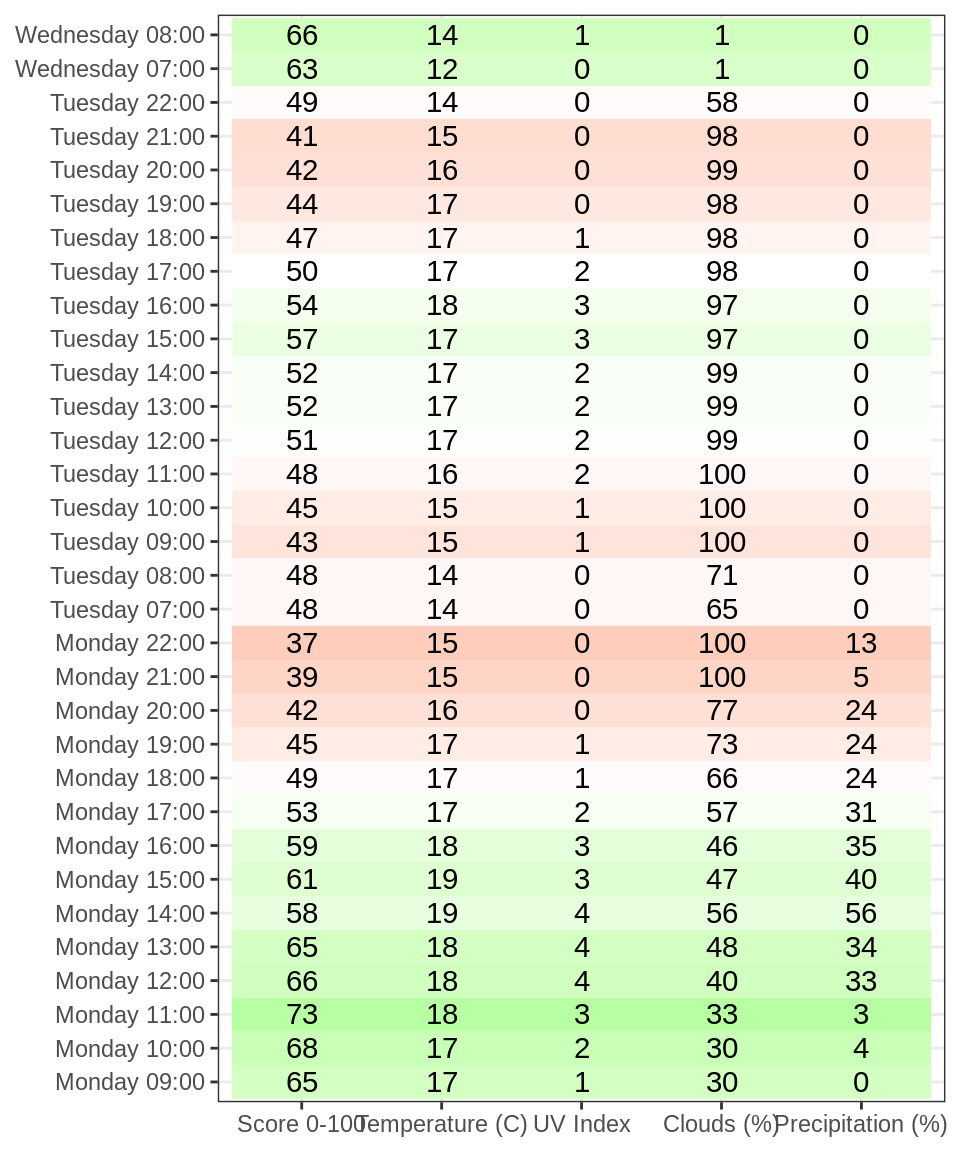 Wednesday 08:00 66 14 1 1 0
Wednesday 07:00 63 12 0 1 0
Tuesday 22:00 49 14 0 58 0
Tuesday 21:00 41 15 0 98 0
Tuesday 20:00 42 16 0 99 0
Tuesday 19:00 44 17 0 98 0
Tuesday 18:00 47 17 1 98 0
Tuesday 17:00 50 17 2 98 0
Tuesday 16:00 54 18 3 97 0
Tuesday 15:00 57 17 3 97 0
Tuesday 14:00 52 17 2 99 0
Tuesday 13:00 52 17 2 99 0
Tuesday 12:00 51 17 2 99 0
Tuesday 11:00 48 16 2 100 0
Tuesday 10:00 45 15 1 100 0
Tuesday 09:00 43 15 1 100 0
Tuesday 08:00 48 14 0 71 0
Tuesday 07:00 48 14 0 65 0
Monday 22:00 37 15 0 100 13
Monday 21:00 39 15 0 100 5
Monday 20:00 42 16 0 77 24
Monday 19:00 45 17 1 73 24
Monday 18:00 49 17 1 66 24
Monday 17:00 53 17 2 57 31
Monday 16:00 59 18 3 46 35
Monday 15:00 61 19 3 47 40
Monday 14:00 58 19 4 56 56
Monday 13:00 65 18 4 48 34
Monday 12:00 66 18 4 40 33
Monday 11:00 73 18 3 33 3
Monday 10:00 68 17 2 30 4
Monday 09:00 65 17 1 30 0
Score 0-100 Temperature (C) UV Index Clouds (%) Precipitation (%)